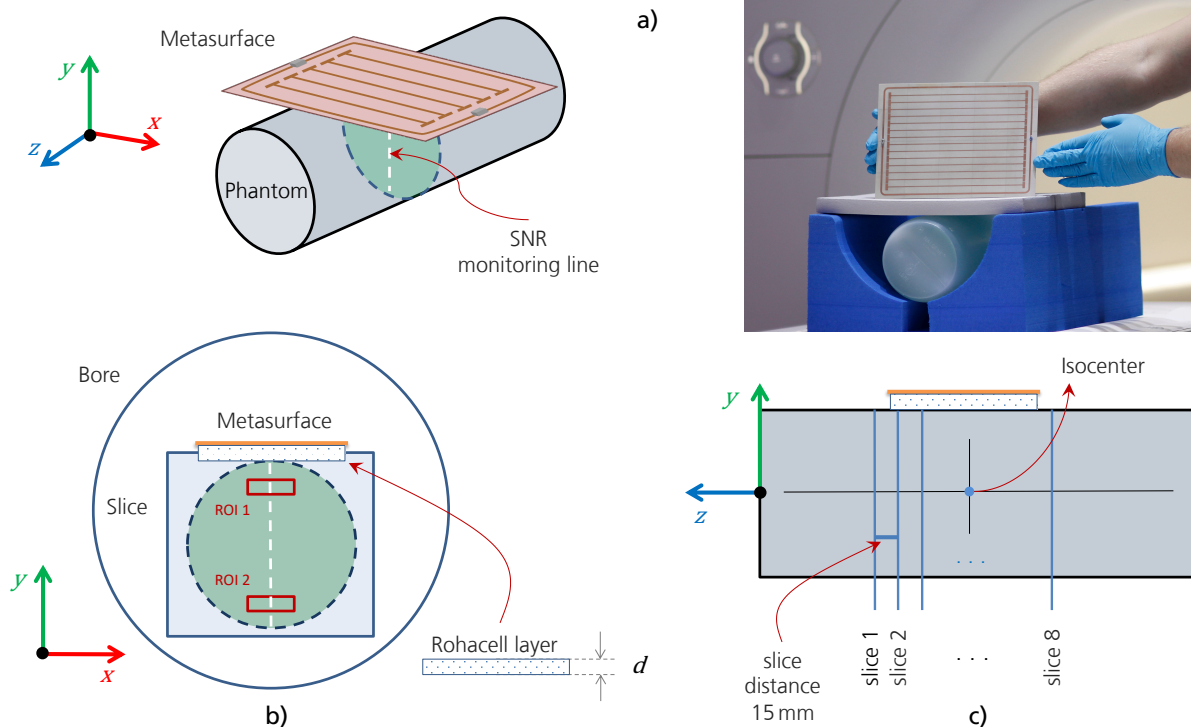 a)
Metasurface
y
x
z
Phantom
SNR
monitoring line
Bore
Metasurface
Slice
ROI 1
ROI 2
y
x
Rohacell layer
d
b)
Isocenter
y
z
. . .
slice 1
slice 2
. . .
slice 8
slice
distance
15 mm
c)